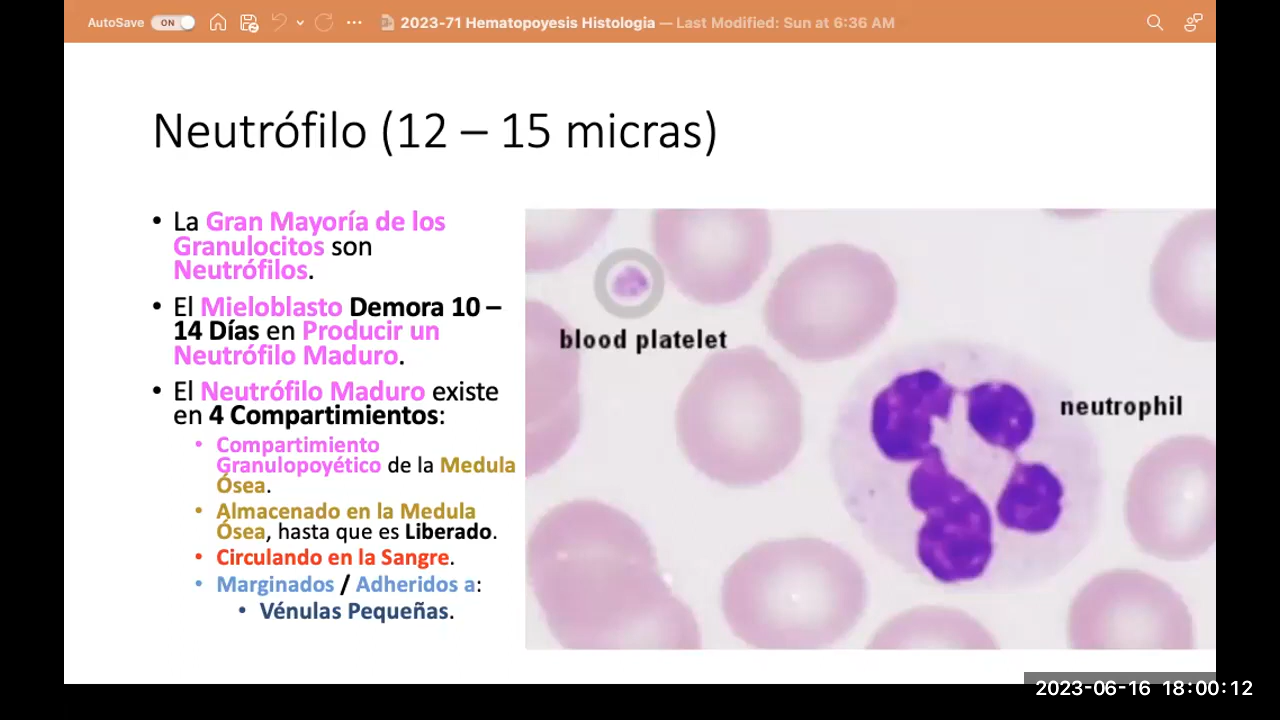 AutoSave ON 2023-71 Hematopoyesis Histologia — Last Modified: Sun at 6:36 AM
Neutrófilo (12 – 15 micras)
• La Gran Mayoría de los
Granulocitos son
Neutrófilos.
• El Mieloblasto Demora 10 –
14 Días en Producir un
Neutrófilo Maduro.
• El Neutrófilo Maduro existe
en 4 Compartimientos:
• Compartimiento
Granulopoyético de la Medula
Ósea.
• Almacenado en la Medula
Ósea, hasta que es Liberado.
• Circulando en la Sangre.
• Marginados / Adheridos a:
• Vénulas Pequeñas.
blood platelet
neutrophil
2023-06-16 18:00:12